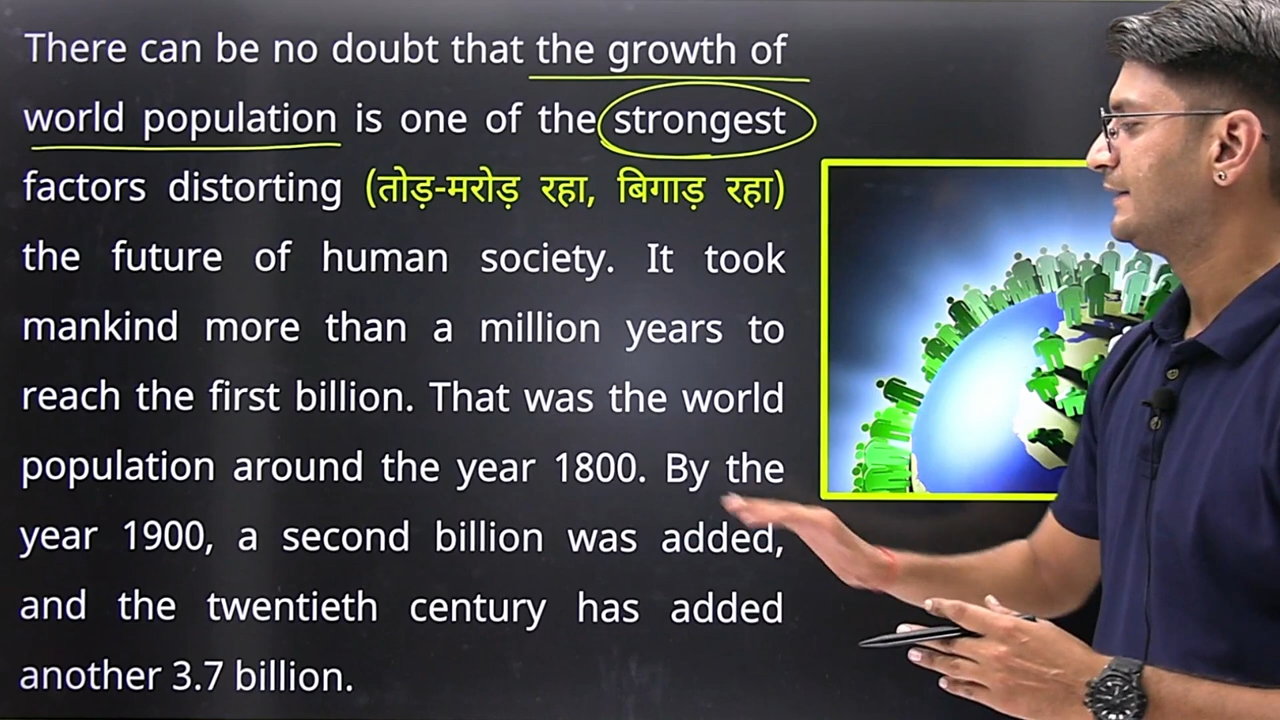 There can be no doubt that the growth of
world population is one of the strongest
factors distorting (तोड़-मरोड़ रहा, बिगाड़ रहा)
the future of human society. It took
mankind more than a million years to
reach the first billion. That was the world
population around the year 1800. By the
year 1900, a second billion was added,
and the twentieth century has added
another 3.7 billion.